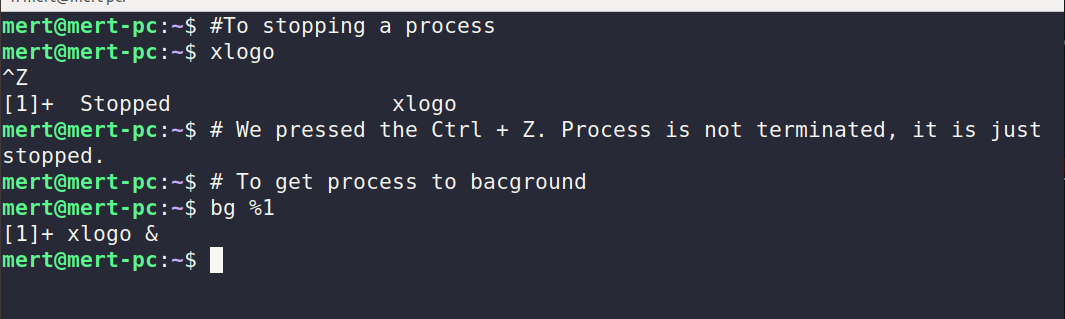 mert@mert-pc:~$ #To stopping a process
mert@mert-pc:~$ xlogo
^Z
[1]+  Stopped                 xlogo
mert@mert-pc:~$ # We pressed the Ctrl + Z. Process is not terminated, it is just
stopped.
mert@mert-pc:~$ # To get process to bacground
mert@mert-pc:~$ bg %1
[1]+ xlogo &
mert@mert-pc:~$